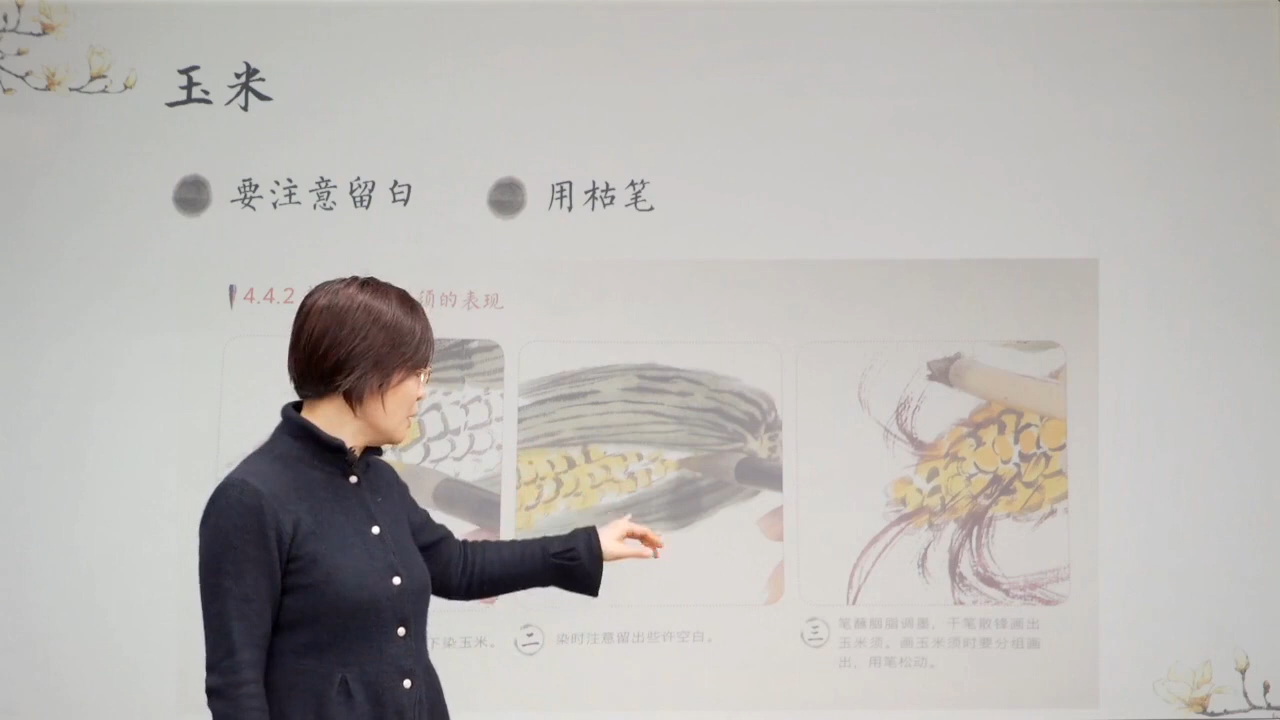 玉米
要注意留白 用枯笔
4.4.2 须的表现
下染玉米。
二 染时注意留出些许空白。
三 笔蘸胭脂调墨，干笔散锋画出
玉米须。画玉米须时要分组画
出，用笔松动。